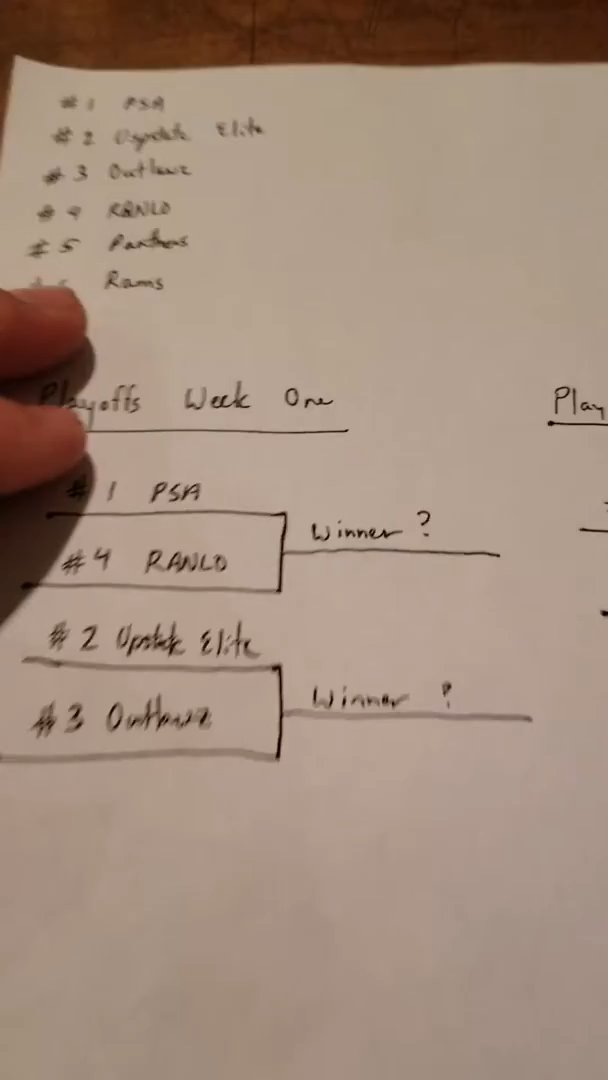 #1 PSA
#2 Upstate Elite
#3 Outlawz
#4 RANLO
#5 Panthers
Rams
Playoffs Week One
Play
#1 PSA
Winner ?
#4 RANLO
#2 Upstate Elite
Winner ?
#3 Outlawz